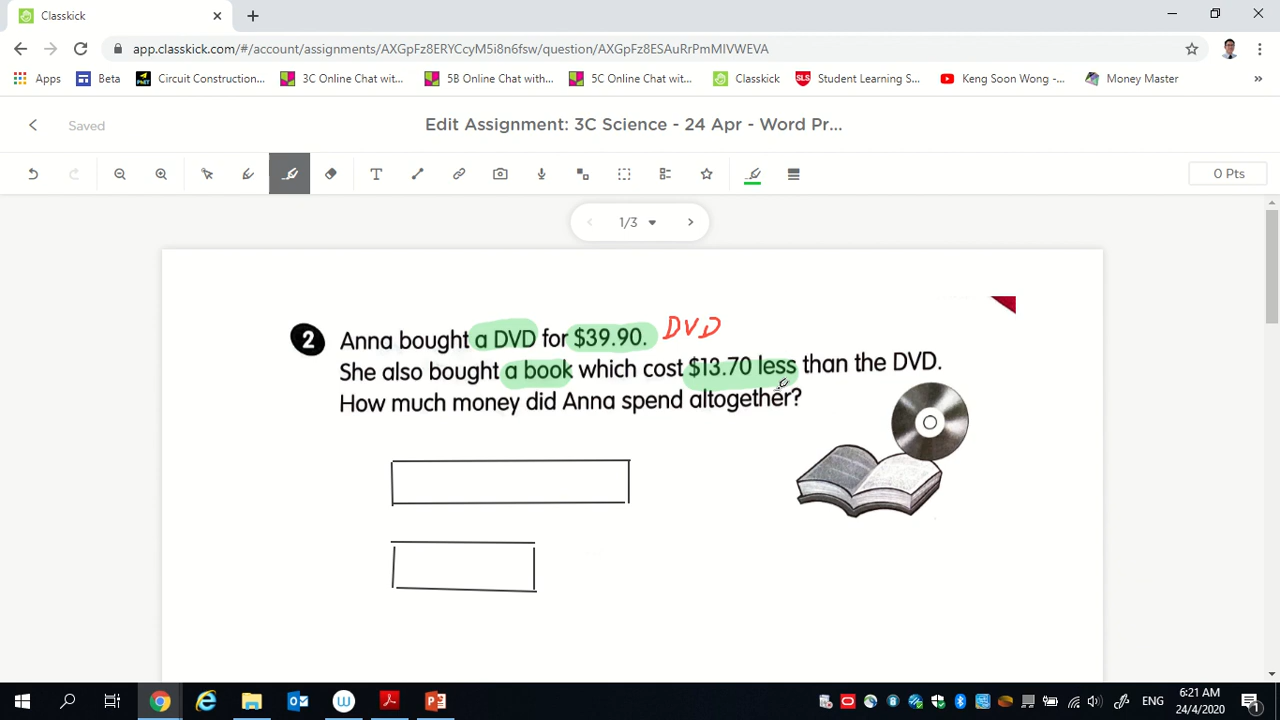 Classkick
app.classkick.com/#/account/assignments/AXGpFz8ERYCcyM5i8n6fsw/question/AXGpFz8ESAuRrPmMIVWEVA
Apps Beta Circuit Construction... 3C Online Chat wit... 5B Online Chat with... 5C Online Chat wit... Classkick SLS Student Learning S... Keng Soon Wong -... Money Master »
Saved Edit Assignment: 3C Science - 24 Apr - Word Pr...
T 0 Pts
1/3
2 Anna bought a DVD for $39.90. DVD
She also bought a book which cost $13.70 less than the DVD.
How much money did Anna spend altogether?
ENG 6:21 AM
24/4/2020